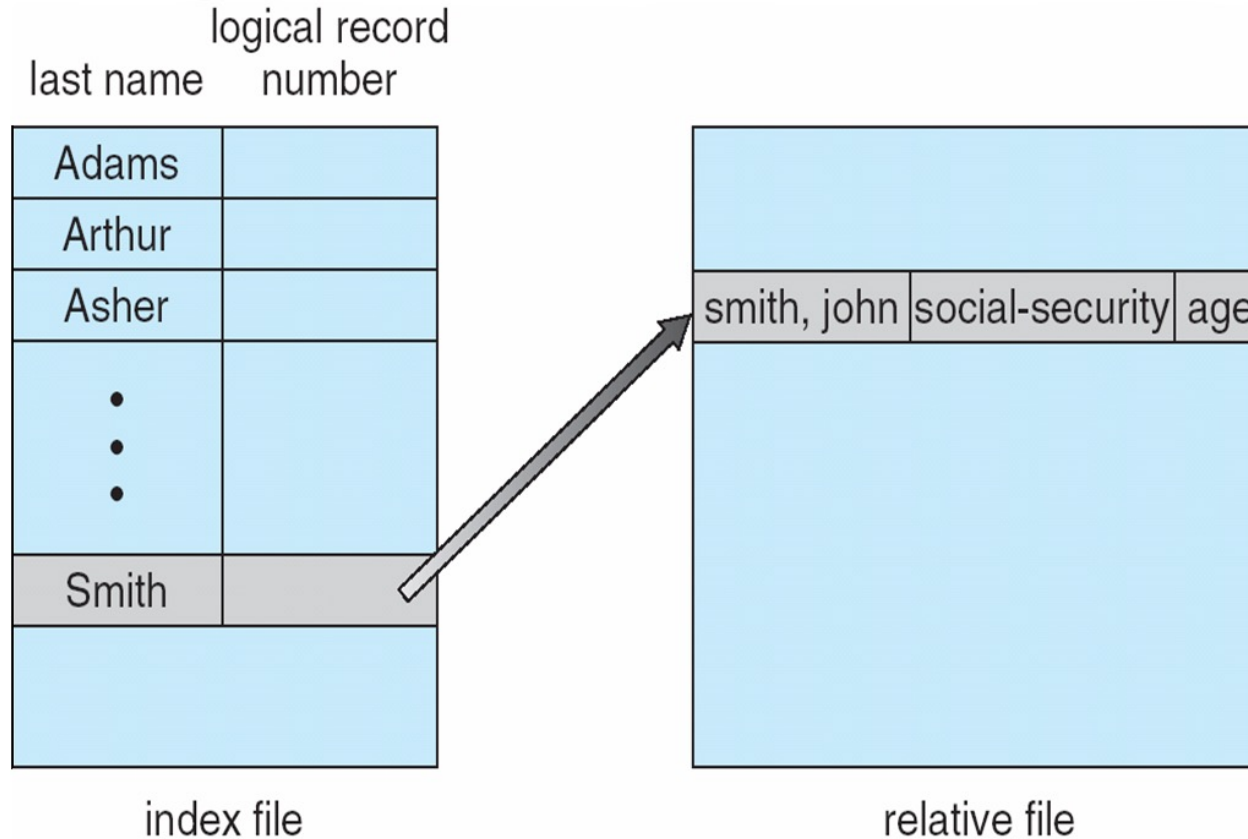 logical record
last name number
Adams
Arthur
Asher
Smith
smith, john social-security age
index file relative file